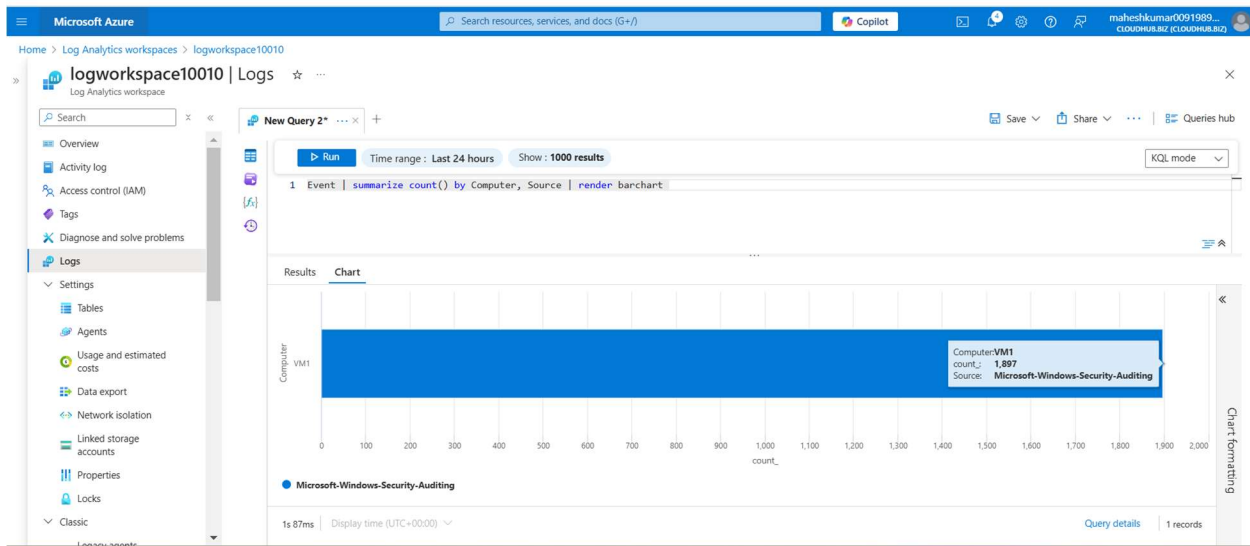 Microsoft Azure
Search resources, services, and docs (G+/)
Copilot
4
maheshkumar0091989...
CLOUDHUB.BIZ (CLOUDHUB.BIZ)
Home > Log Analytics workspaces > logworkspace10010
logworkspace10010 | Logs
Log Analytics workspace
Search
Overview
Activity log
Access control (IAM)
Tags
Diagnose and solve problems
Logs
Settings
Tables
Agents
Usage and estimated
costs
Data export
Network isolation
Linked storage
accounts
Properties
Locks
Classic
Legacy agents
New Query 2*
Save
Share
Queries hub
Run
Time range : Last 24 hours
Show : 1000 results
KQL mode
1 Event | summarize count() by Computer, Source | render barchart
Results Chart
Computer
VM1
Computer:VM1
count_: 1,897
Source: Microsoft-Windows-Security-Auditing
0 100 200 300 400 500 600 700 800 900 1,000 1,100 1,200 1,300 1,400 1,500 1,600 1,700 1,800 1,900 2,000
count_
Microsoft-Windows-Security-Auditing
Chart formatting
1s 87ms Display time (UTC+00:00) Query details 1 records